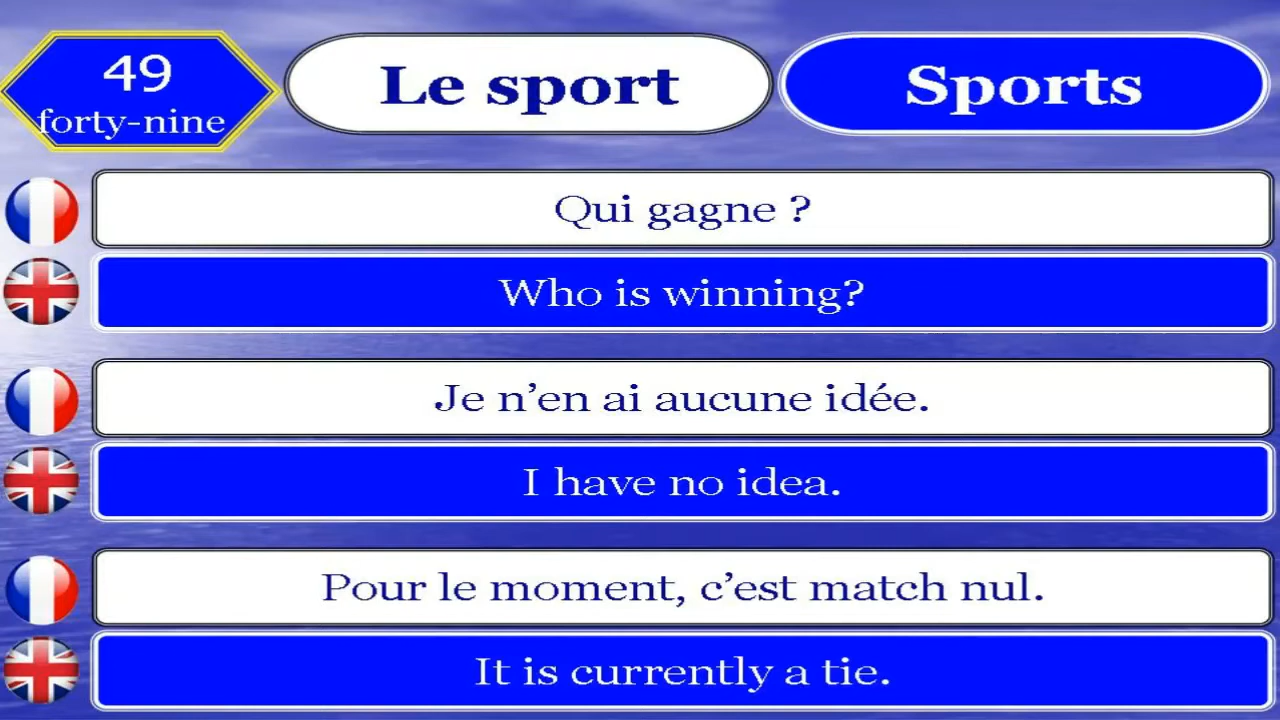 49
forty-nine
Le sport
Sports
Qui gagne ?
Who is winning?
Je n’en ai aucune idée.
I have no idea.
Pour le moment, c’est match nul.
It is currently a tie.